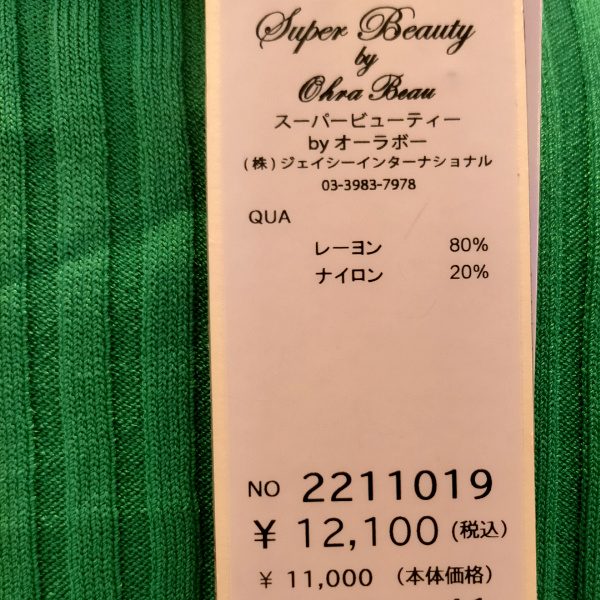 Super Beauty
by
Ohra Beau
スーパービューティー
by オーラボー
(株)ジェイシーインターナショナル
03-3983-7978
QUA
レーヨン 80%
ナイロン 20%
NO 2211019
¥ 12,100 (税込)
¥ 11,000 (本体価格)